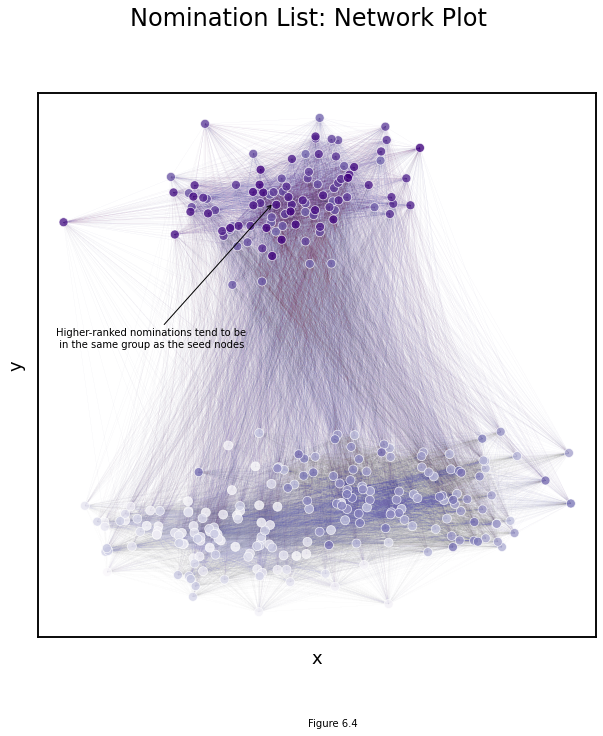 Nomination List: Network Plot
Higher-ranked nominations tend to be
in the same group as the seed nodes
y
x
Figure 6.4